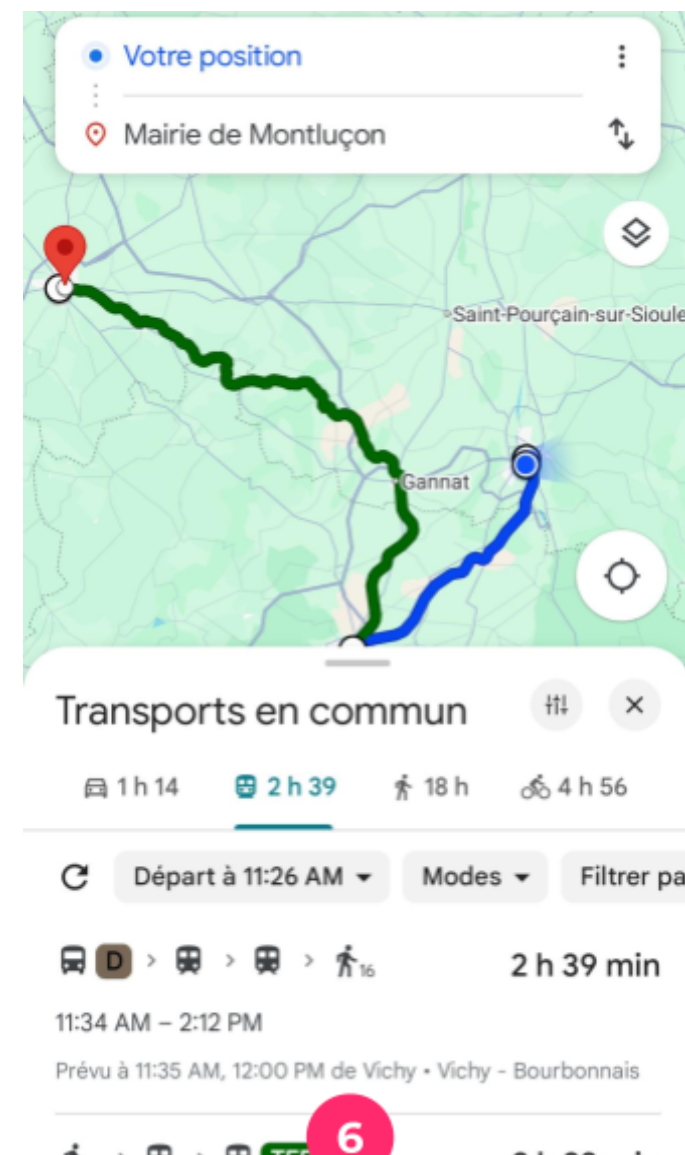 Votre position
Mairie de Montluçon
Saint-Pourçain-sur-Sioule
Gannat
Transports en commun
1 h 14 2 h 39 18 h 4 h 56
Départ à 11:26 AM Modes Filtrer pa
D 16 2 h 39 min
11:34 AM – 2:12 PM
Prévu à 11:35 AM, 12:00 PM de Vichy • Vichy - Bourbonnais
6